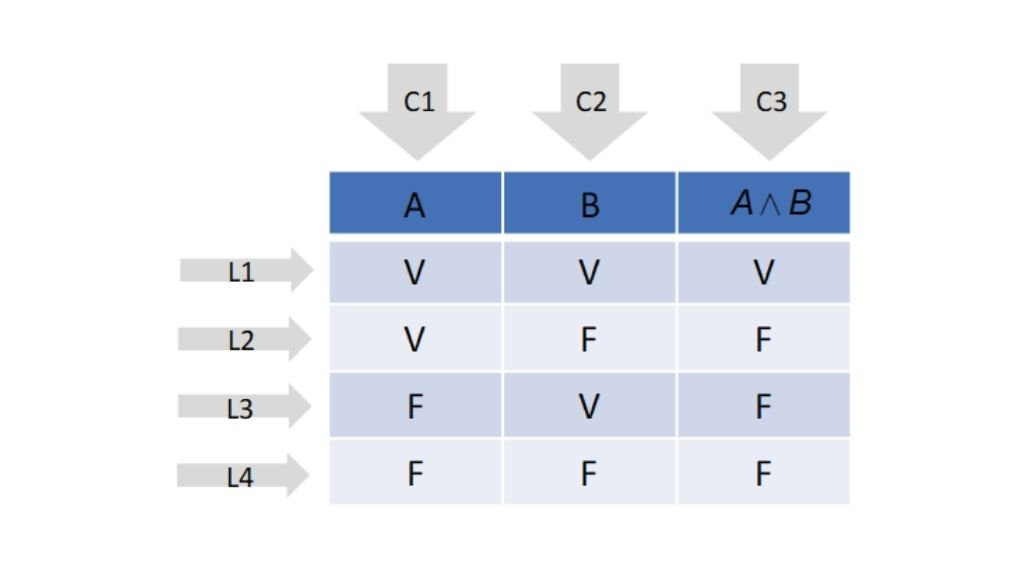 C1 C2 C3
A B A ∧ B
L1 V V V
L2 V F F
L3 F V F
L4 F F F